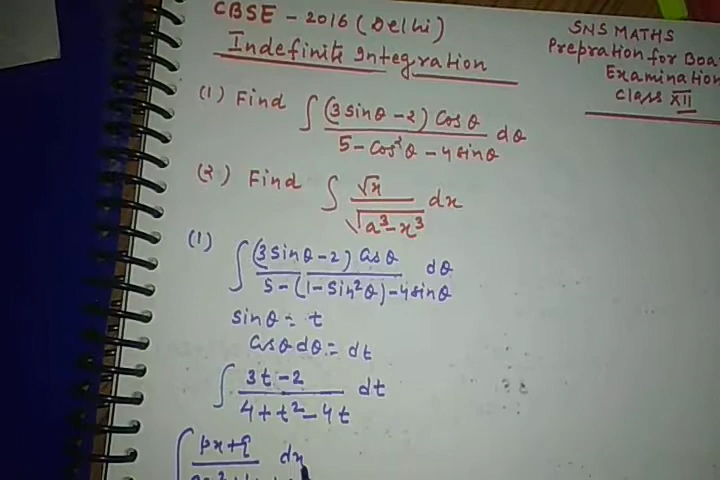 CBSE - 2016 (Delhi)
Indefinite Integration
SNS MATHS
Prepration for Boa
Examination
Class XII
(1) Find ∫ (3 sinθ - 2) Cosθ / 5 - Cos²θ - 4 sinθ dθ
(2) Find ∫ √x / √a³-x³ dx
(1) ∫ (3 sinθ - 2) cosθ / 5 - (1 - sin²θ) - 4 sinθ dθ
sinθ = t
cosθ dθ = dt
∫ 3t - 2 / 4 + t² - 4t dt
∫ px+q dx